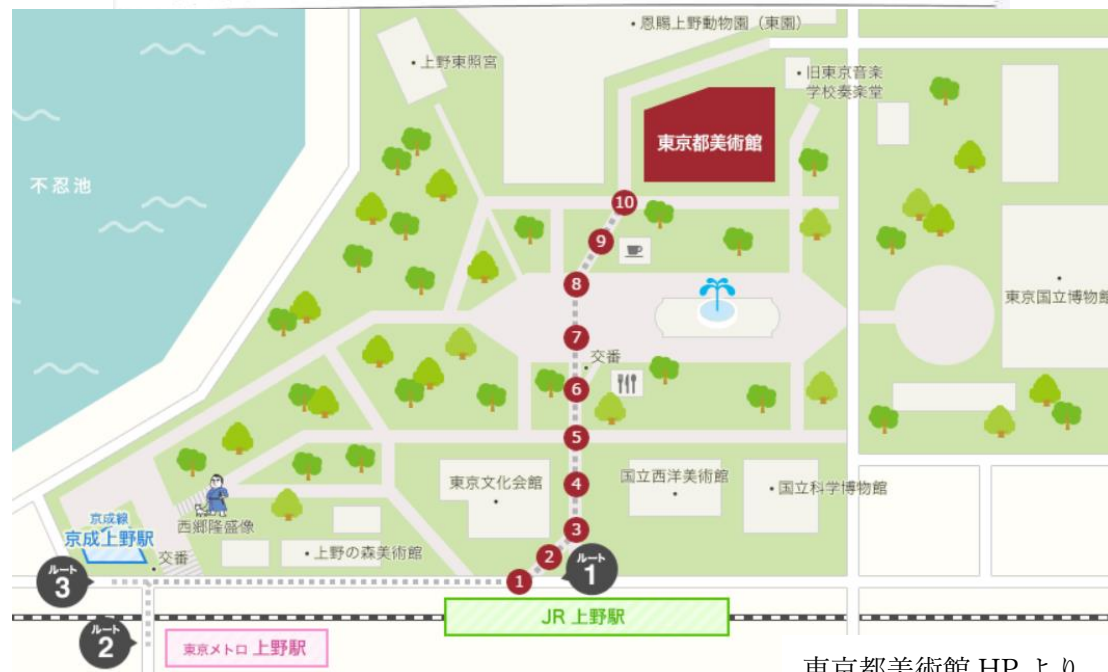 ・恩賜上野動物園（東園）
・上野東照宮
・旧東京音楽
学校奏楽堂
東京都美術館
不忍池
10
9
8
東京国立博物館
7
交番
6
5
東京文化会館
国立西洋美術館
4
・国立科学博物館
西郷隆盛像
京成線
京成上野駅
3
交番
・上野の森美術館
2
ルート
1
ルート
3
1
JR 上野駅
ルート
2
東京メトロ 上野駅
東京都美術館 HP より